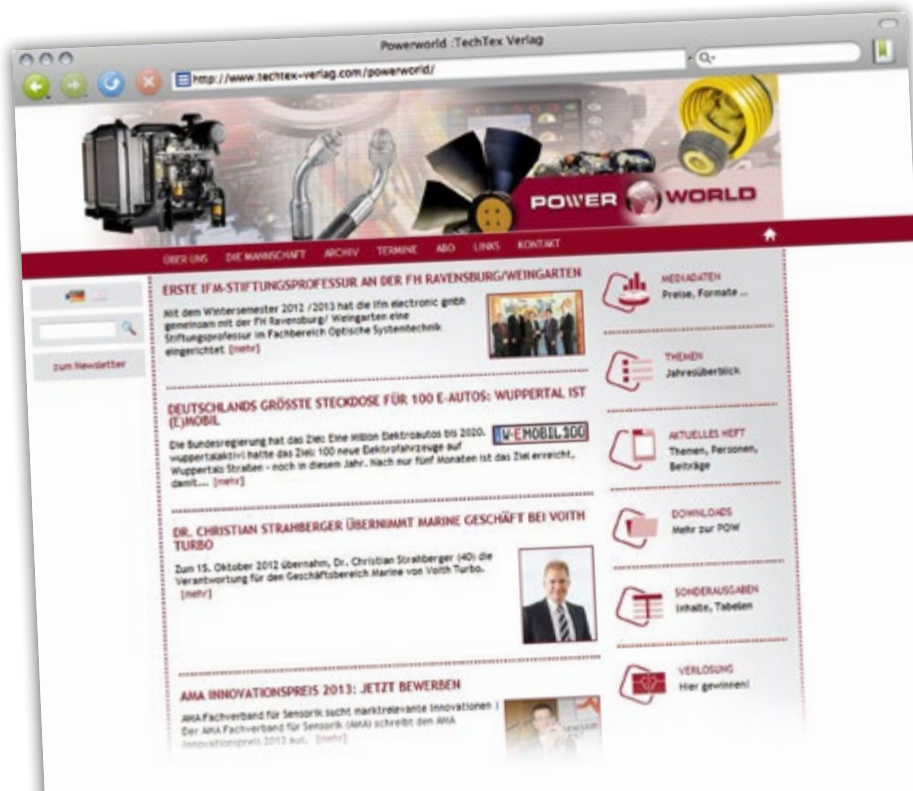 Powerworld :TechTex Verlag
http://www.techtex-verlag.com/powerworld/
POWER WORLD
ÜBER UNS DIE MANNSCHAFT ARCHIV TERMINE ABO LINKS KONTAKT
zum Newsletter
ERSTE IFM-STIFTUNGSPROFESSUR AN DER FH RAVENSBURG/WEINGARTEN
Mit dem Wintersemester 2012 /2013 hat die ifm electronic gmbh
gemeinsam mit der FH Ravensburg/ Weingarten eine
Stiftungsprofessur im Fachbereich Optische Systemtechnik
eingerichtet [mehr]
DEUTSCHLANDS GRÖSSTE STECKDOSE FÜR 100 E-AUTOS: WUPPERTAL IST
(E)MOBIL
Die Bundesregierung hat das Ziel: Eine Million Elektroautos bis 2020.
wuppertalaktiv! hatte das Ziel: 100 neue Elektrofahrzeuge auf
Wuppertals Straßen - noch in diesem Jahr. Nach nur fünf Monaten ist das Ziel erreicht,
damit... [mehr]
W-EMOBIL100
DR. CHRISTIAN STRAHBERGER ÜBERNIMMT MARINE GESCHÄFT BEI VOITH
TURBO
Zum 15. Oktober 2012 übernahm, Dr. Christian Strahberger (40) die
Verantwortung für den Geschäftsbereich Marine von Voith Turbo.
[mehr]
AMA INNOVATIONSPREIS 2013: JETZT BEWERBEN
AMA Fachverband für Sensorik sucht marktrelevante Innovationen |
Der AMA Fachverband für Sensorik (AMA) schreibt den AMA
Innovationspreis 2013 aus. [mehr]
MEDIADATEN
Preise, Formate ...
THEMEN
Jahresüberblick
AKTUELLES HEFT
Themen, Personen,
Beiträge
DOWNLOADS
Mehr zur POW
SONDERAUSGABEN
Inhalte, Tabelen
VERLOSUNG
Hier gewinnen!